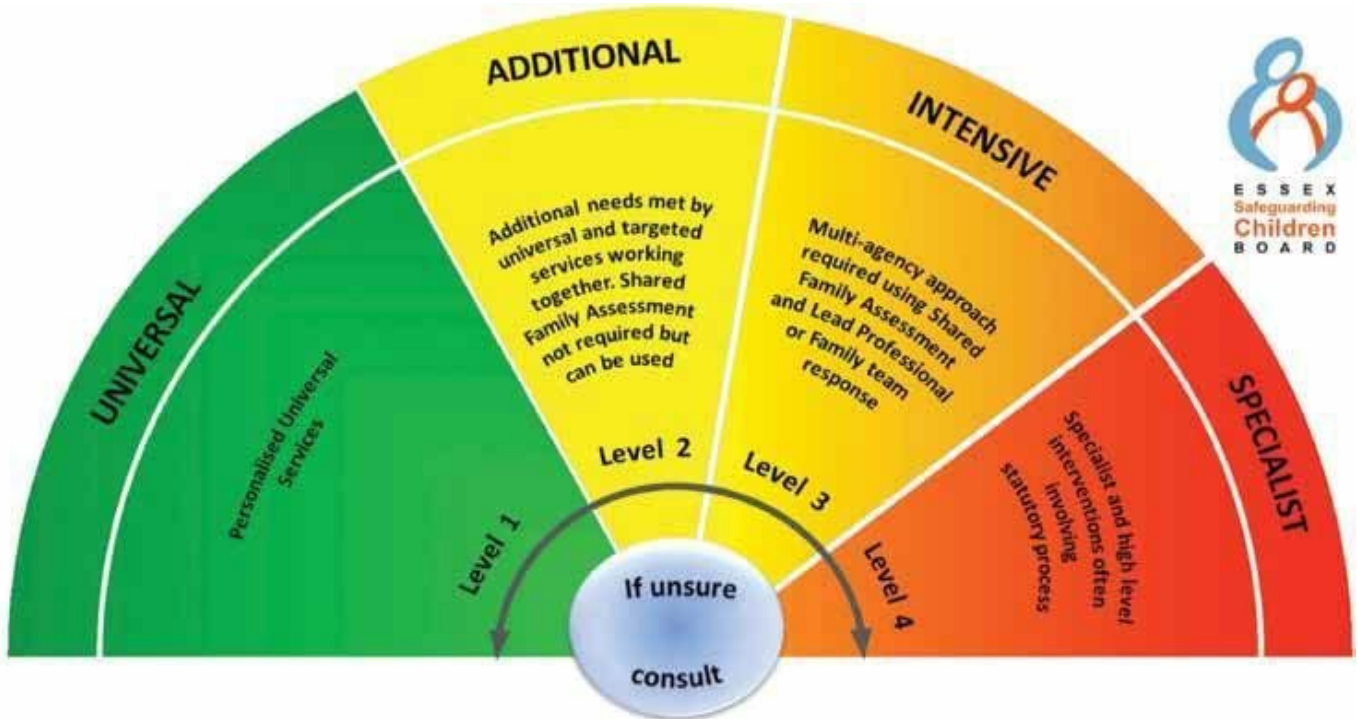 UNIVERSAL
Personalised Universal
Services
Level 1
ADDITIONAL
Additional needs met by
universal and targeted
services working
together. Shared
Family Assessment
not required but
can be used
Level 2
INTENSIVE
Multi-agency approach
required using Shared
Family Assessment
and Lead Professional
or Family team
response
Level 3
SPECIALIST
Specialist and high level
interventions often
involving
statutory process
Level 4
If unsure
consult
ESSEX
Safeguarding
Children
BOARD